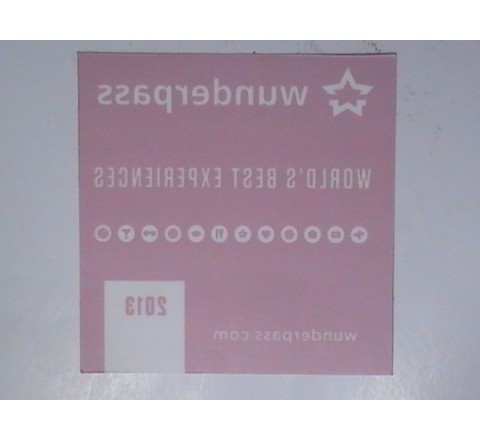 wunderpass
WORLD'S BEST EXPERIENCES
2013
wunderpass.com